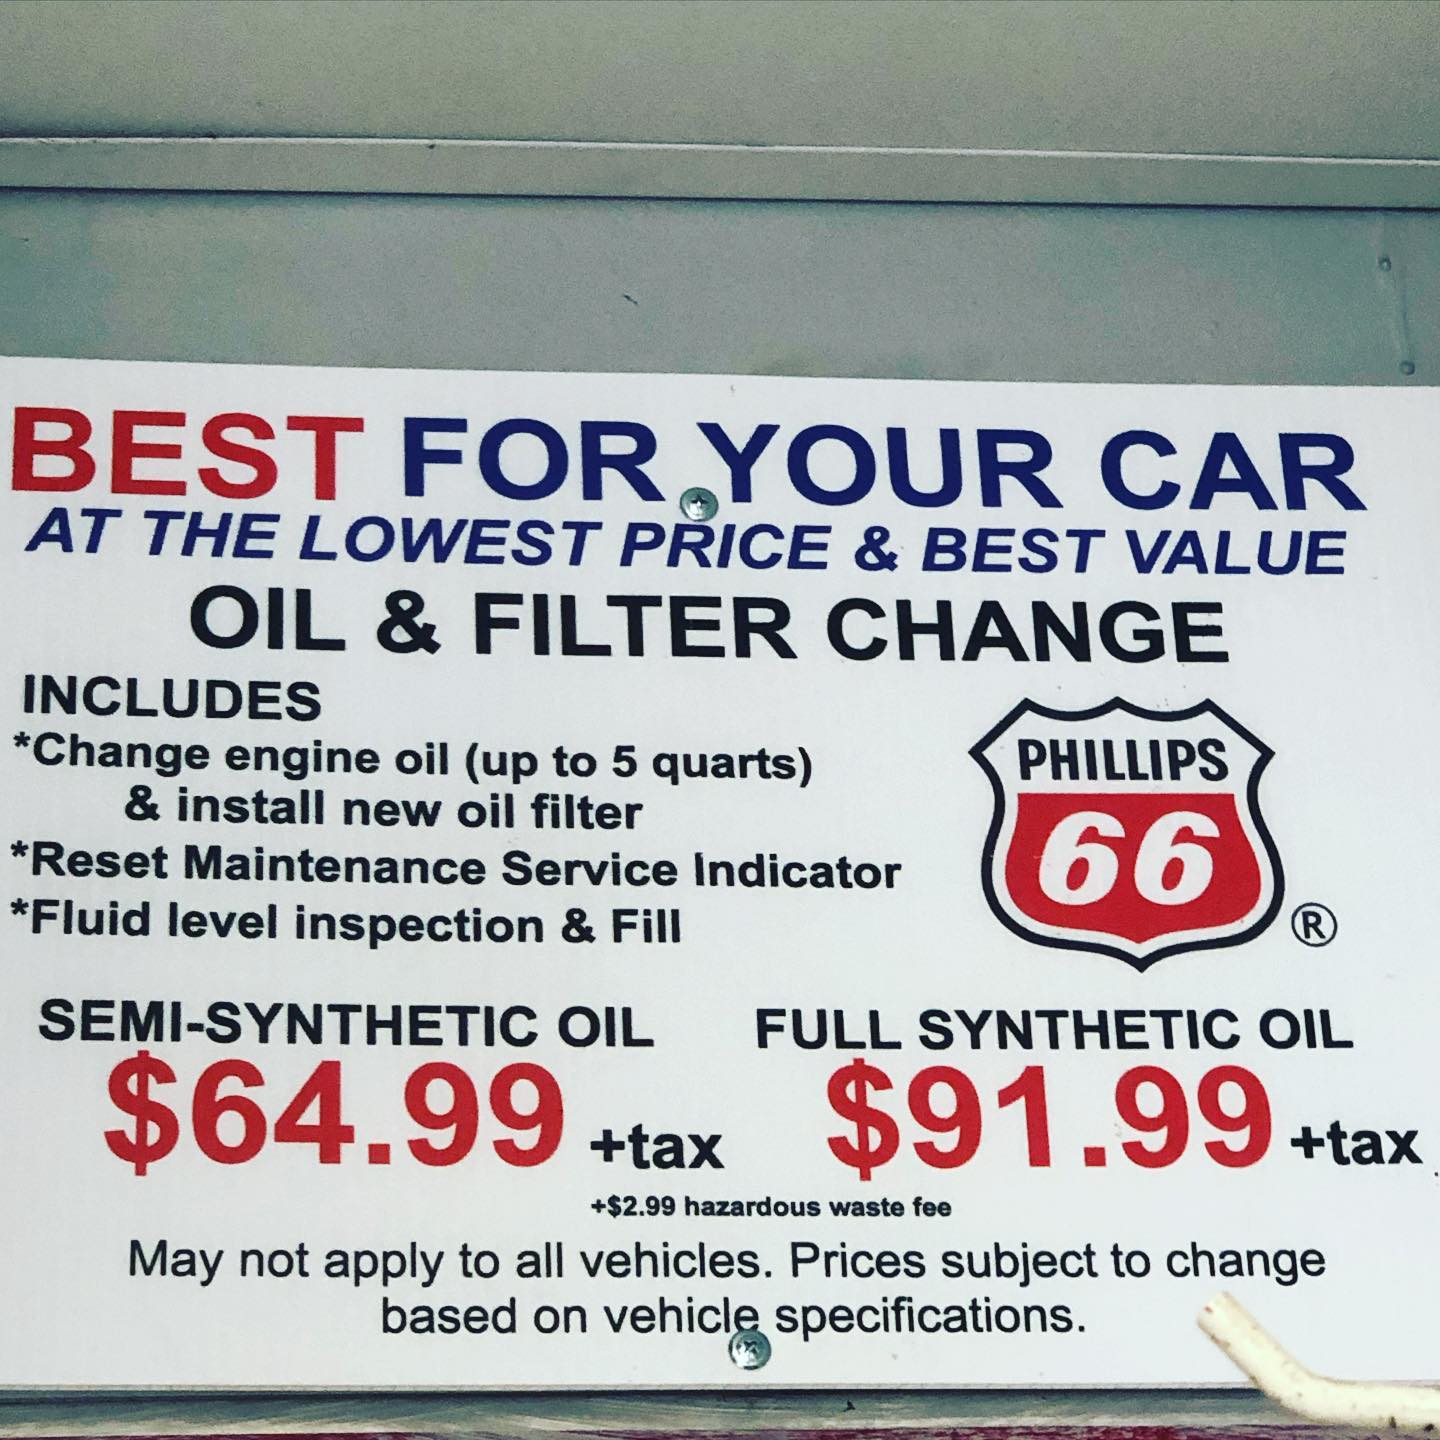 BEST FOR YOUR CAR
AT THE LOWEST PRICE & BEST VALUE
OIL & FILTER CHANGE
INCLUDES
*Change engine oil (up to 5 quarts)
& install new oil filter
*Reset Maintenance Service Indicator
*Fluid level inspection & Fill
PHILLIPS
66
®
SEMI-SYNTHETIC OIL
$64.99 +tax
FULL SYNTHETIC OIL
$91.99 +tax
+$2.99 hazardous waste fee
May not apply to all vehicles. Prices subject to change
based on vehicle specifications.